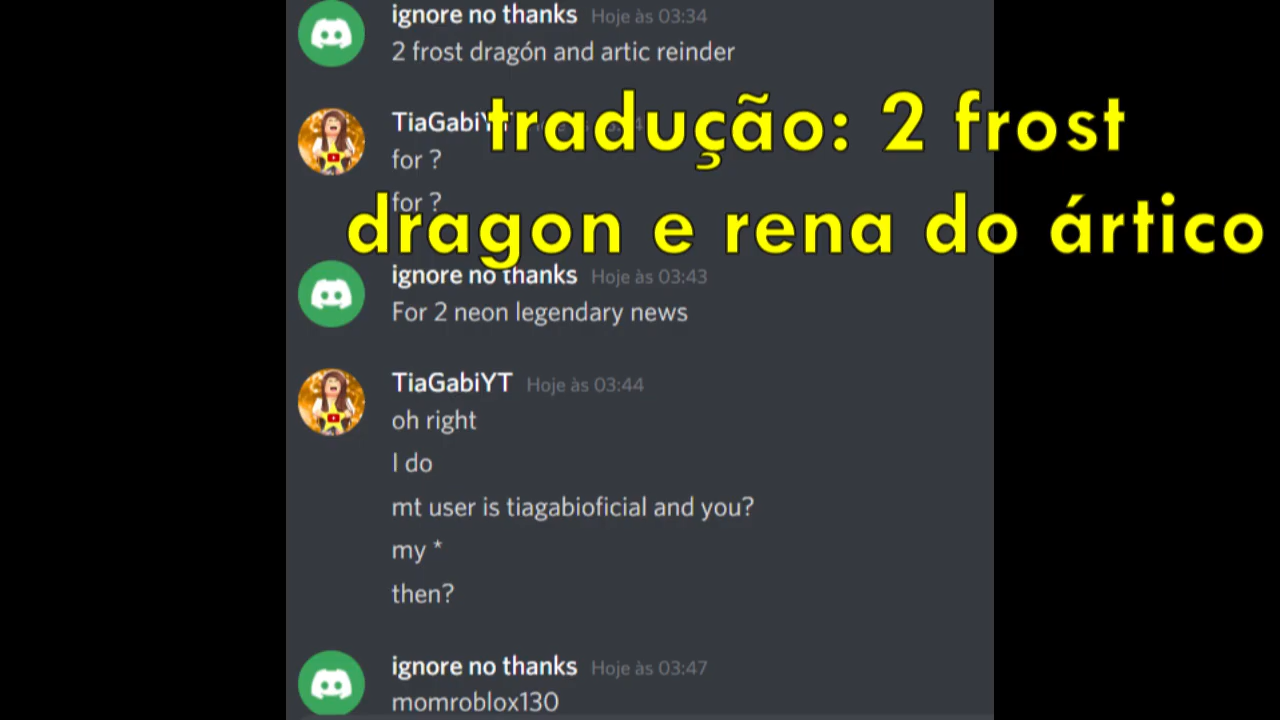 ignore no thanks Hoje às 03:34
2 frost dragón and artic reinder
TiaGabiYT
tradução: 2 frost
for ?
for ?
dragon e rena do ártico
ignore no thanks Hoje às 03:43
For 2 neon legendary news
TiaGabiYT Hoje às 03:44
oh right
I do
mt user is tiagabioficial and you?
my *
then?
ignore no thanks Hoje às 03:47
momroblox130